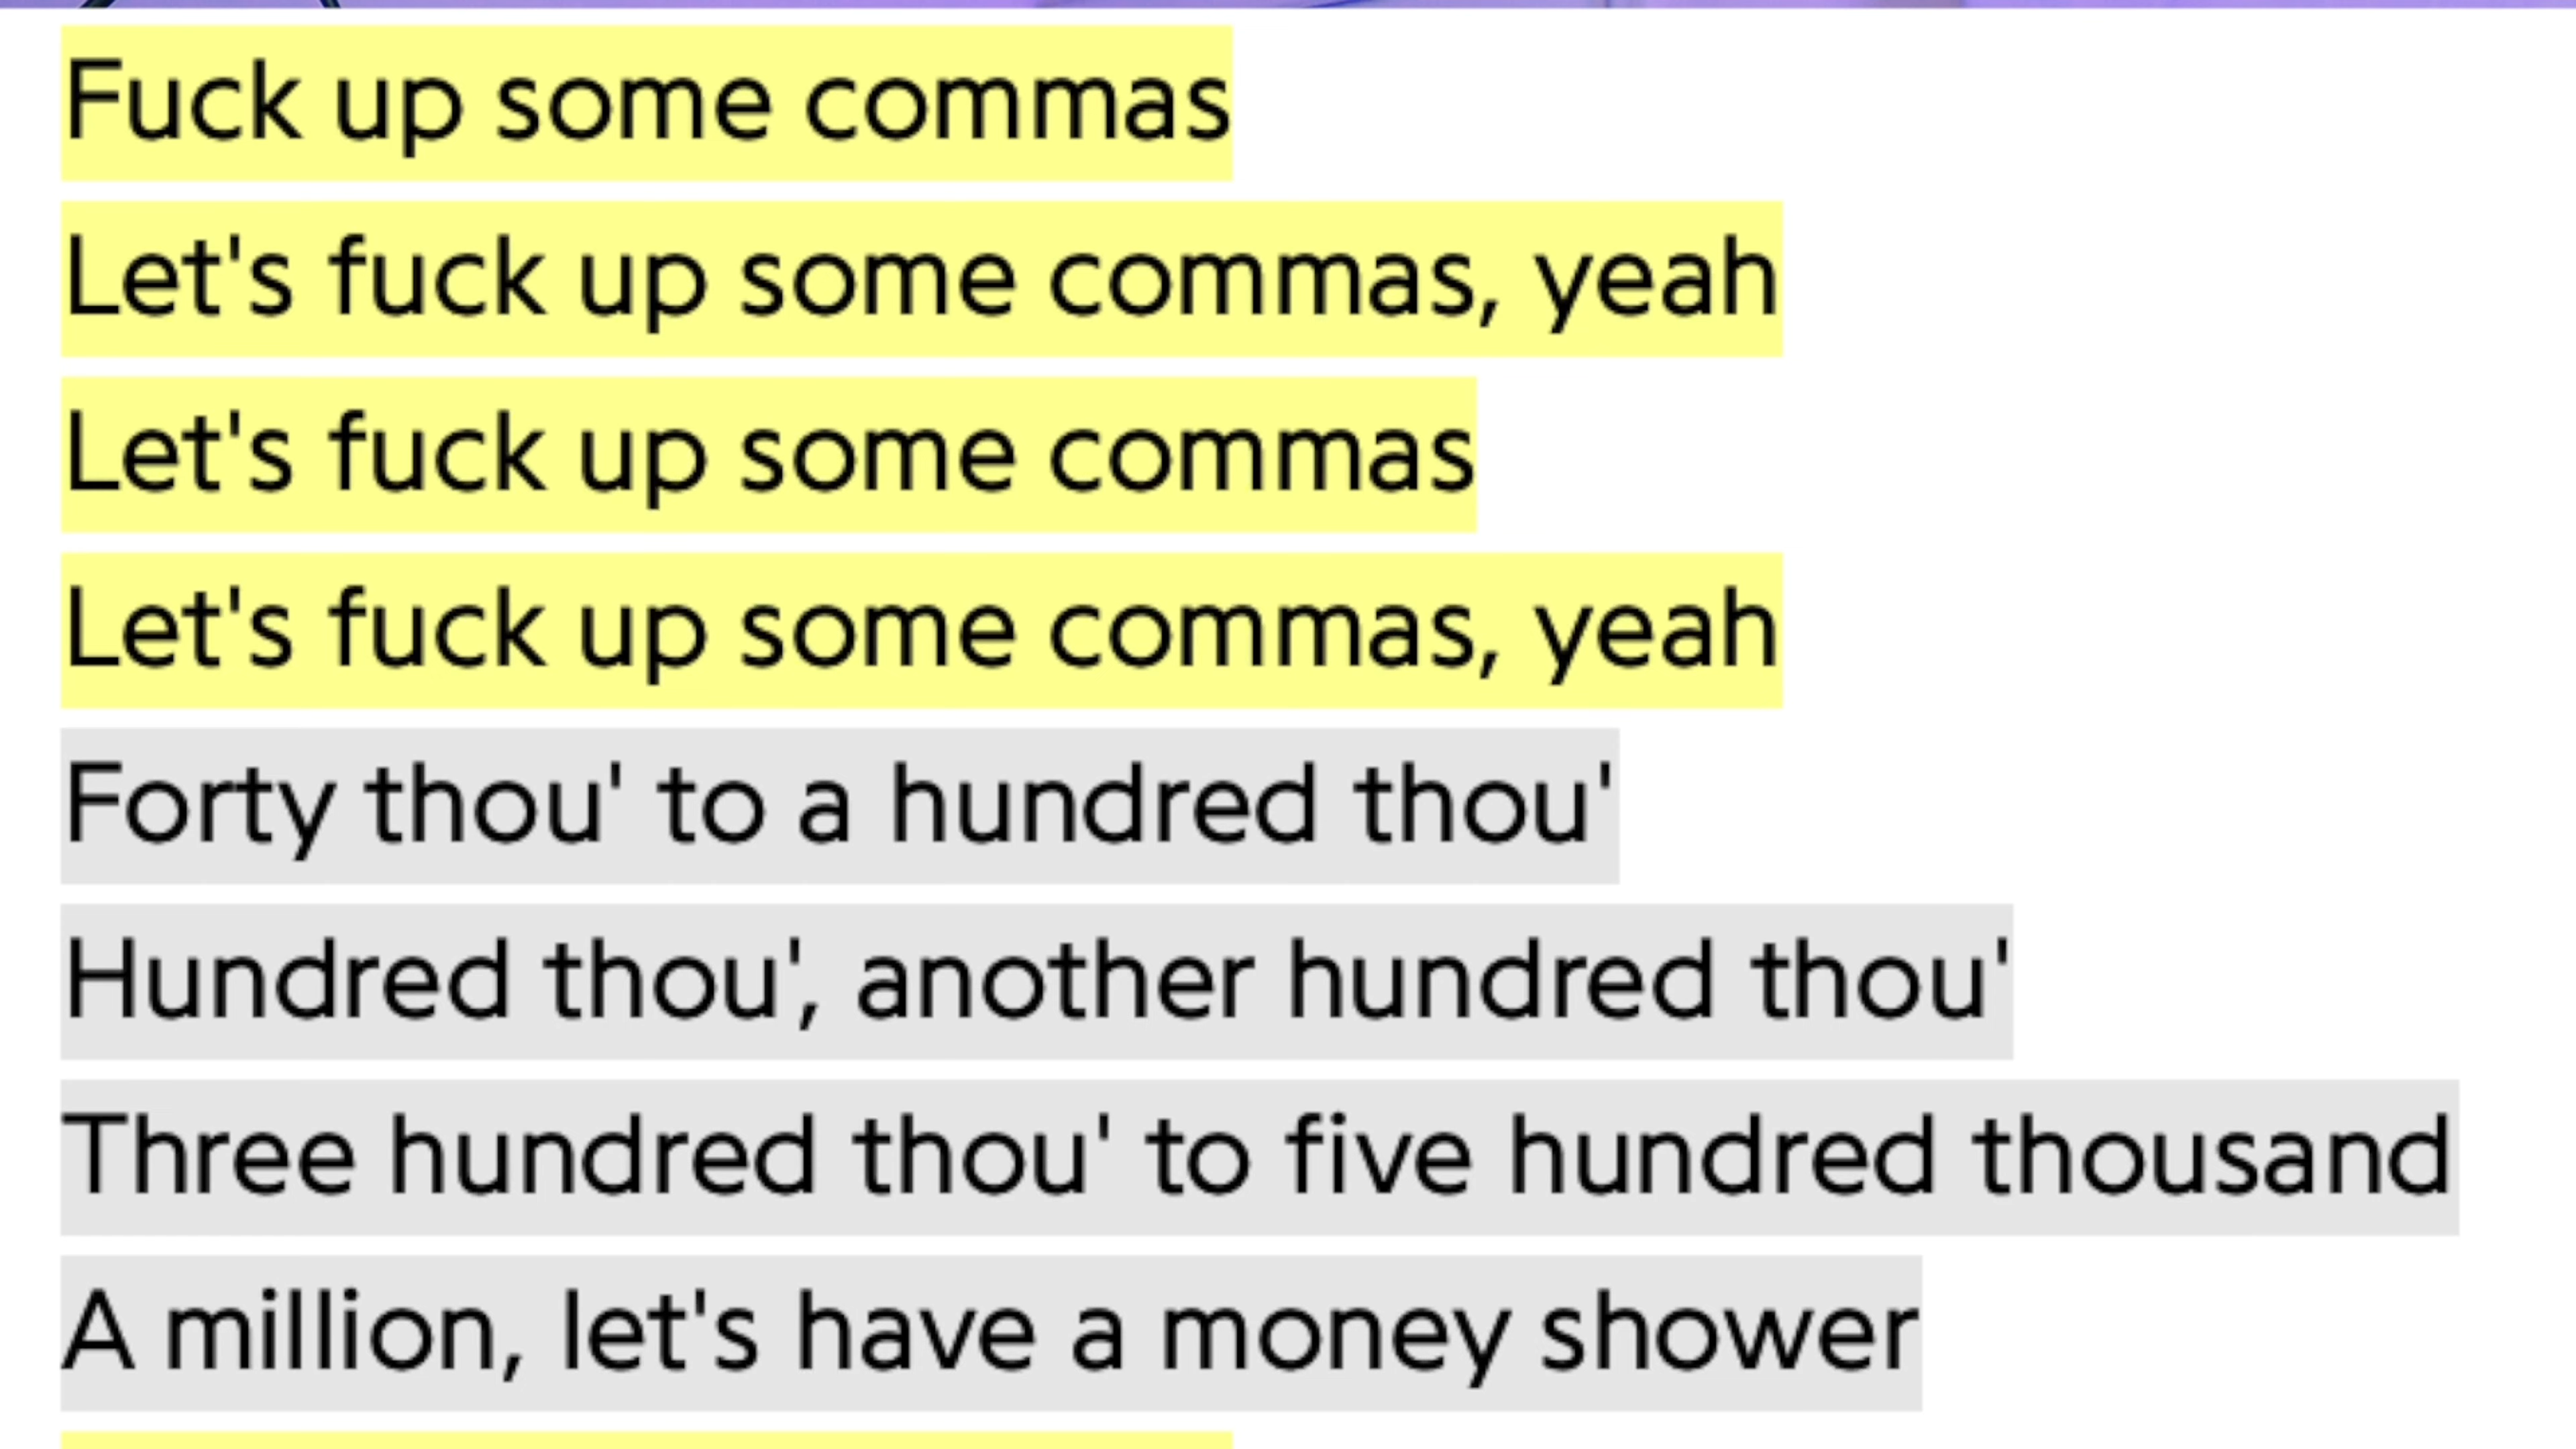 Fuck up some commas
Let's fuck up some commas, yeah
Let's fuck up some commas
Let's fuck up some commas, yeah
Forty thou' to a hundred thou'
Hundred thou', another hundred thou'
Three hundred thou' to five hundred thousand
A million, let's have a money shower